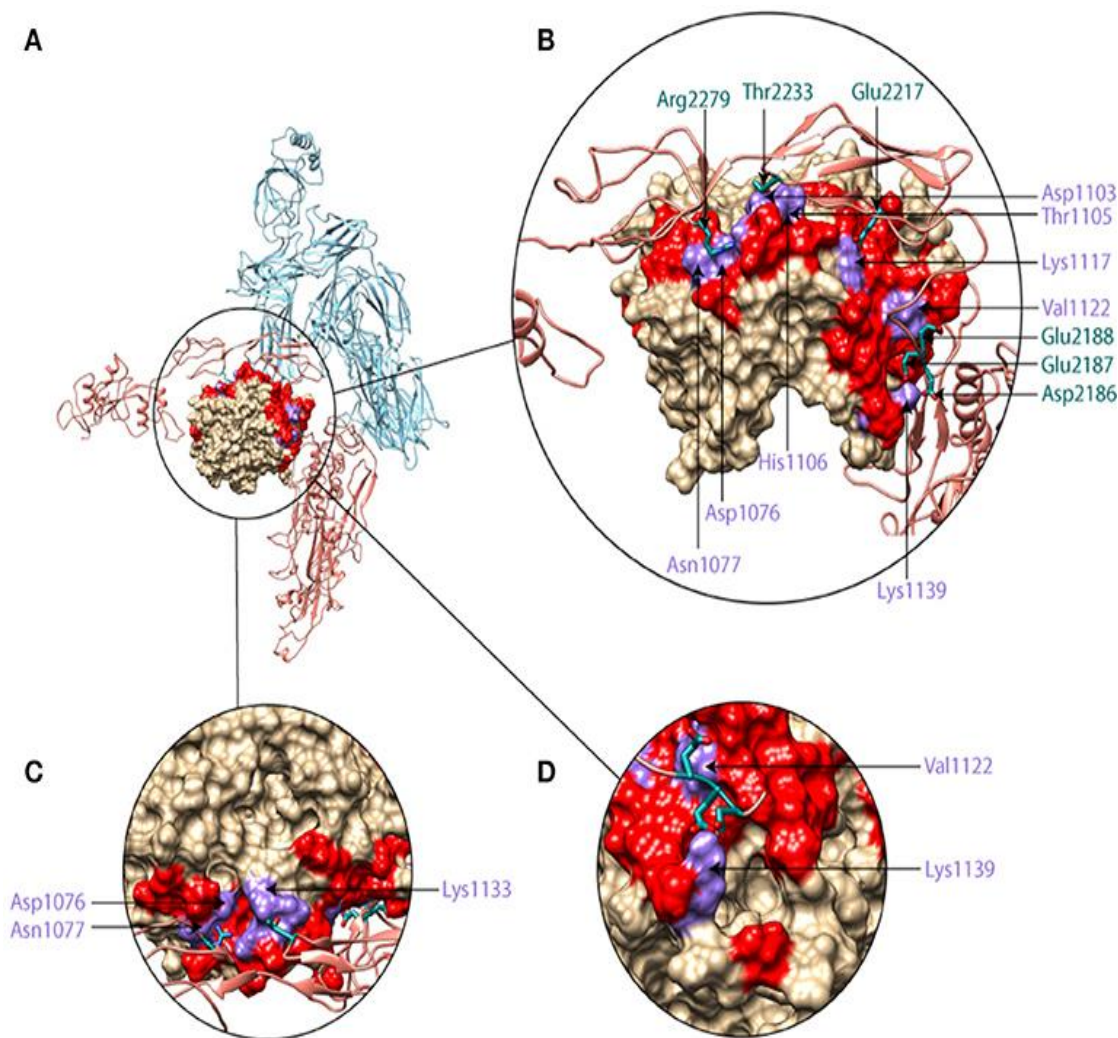 A
B
Arg2279
Thr2233
Glu2217
Asp1103
Thr1105
Lys1117
Val1122
Glu2188
Glu2187
Asp2186
His1106
Asp1076
Asn1077
Lys1139
C
Asp1076
Asn1077
Lys1133
D
Val1122
Lys1139